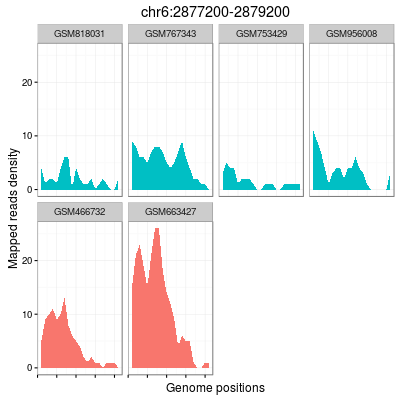 chr6:2877200-2879200
GSM818031 GSM767343 GSM753429 GSM956008
20
10
0
GSM466732 GSM663427
20
10
0
Mapped reads density
Genome positions